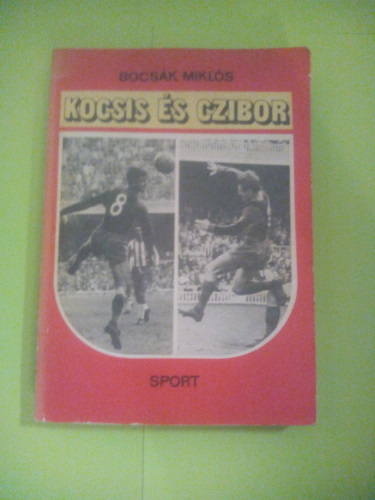 BOCSÁK MIKLÓS
KOCSIS ÉS CZIBOR
8
SPORT